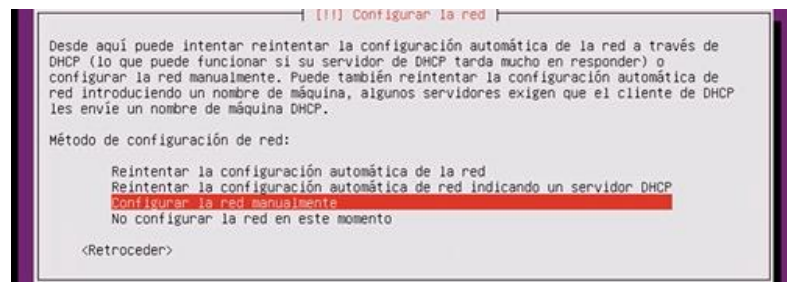 [!!] Configurar la red
Desde aquí puede intentar reintentar la configuración automática de la red a través de
DHCP (lo que puede funcionar si su servidor de DHCP tarda mucho en responder) o
configurar la red manualmente. Puede también reintentar la configuración automática de
red introduciendo un nombre de máquina, algunos servidores exigen que el cliente de DHCP
les envíe un nombre de máquina DHCP.
Método de configuración de red:
Reintentar la configuración automática de la red
Reintentar la configuración automática de red indicando un servidor DHCP
Configurar la red manualmente
No configurar la red en este momento
<Retroceder>